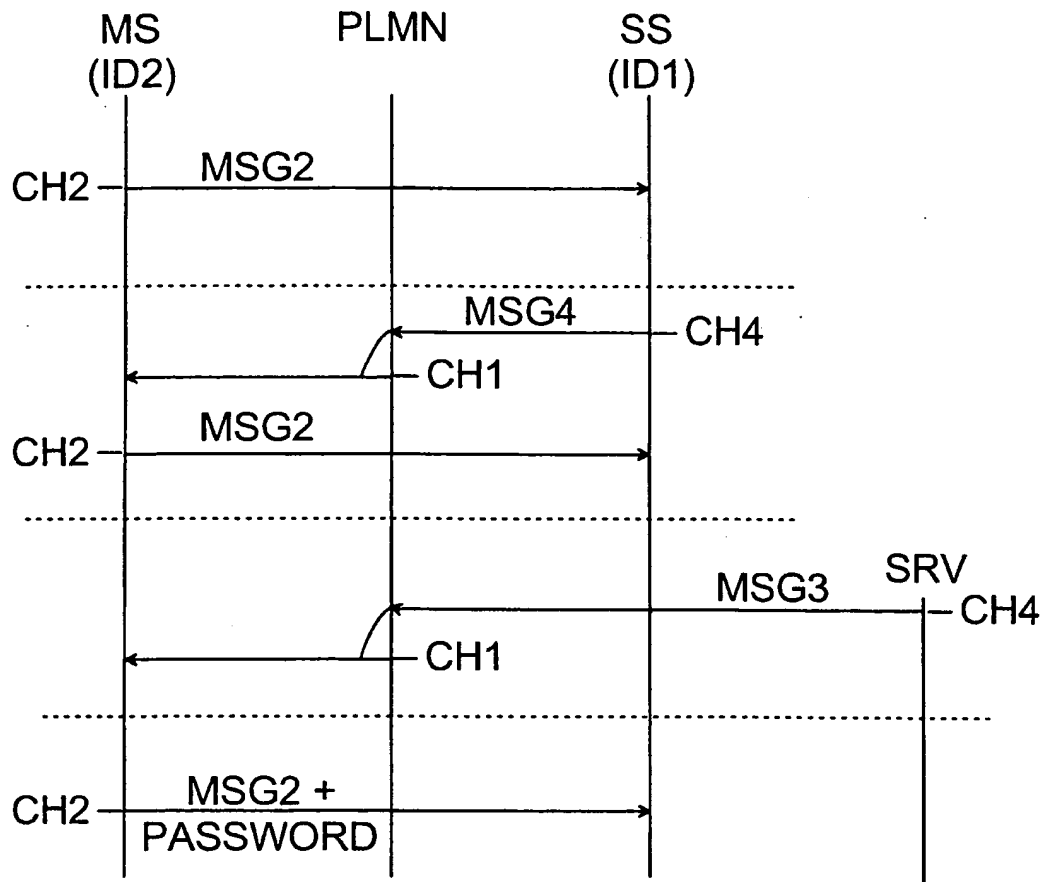 MS PLMN SS
(ID2) (ID1)
MSG2
CH2
MSG4
CH4
CH1
MSG2
CH2
SRV
MSG3
CH4
CH1
MSG2 +
CH2
PASSWORD